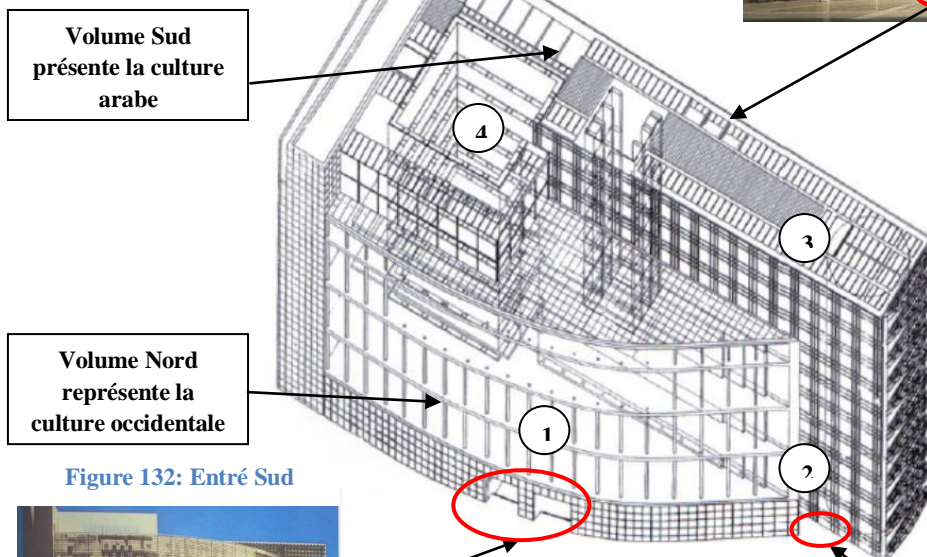 Volume Sud
présente la culture
arabe
4
3
Volume Nord
représente la
culture occidentale
1
2
Figure 132: Entré Sud